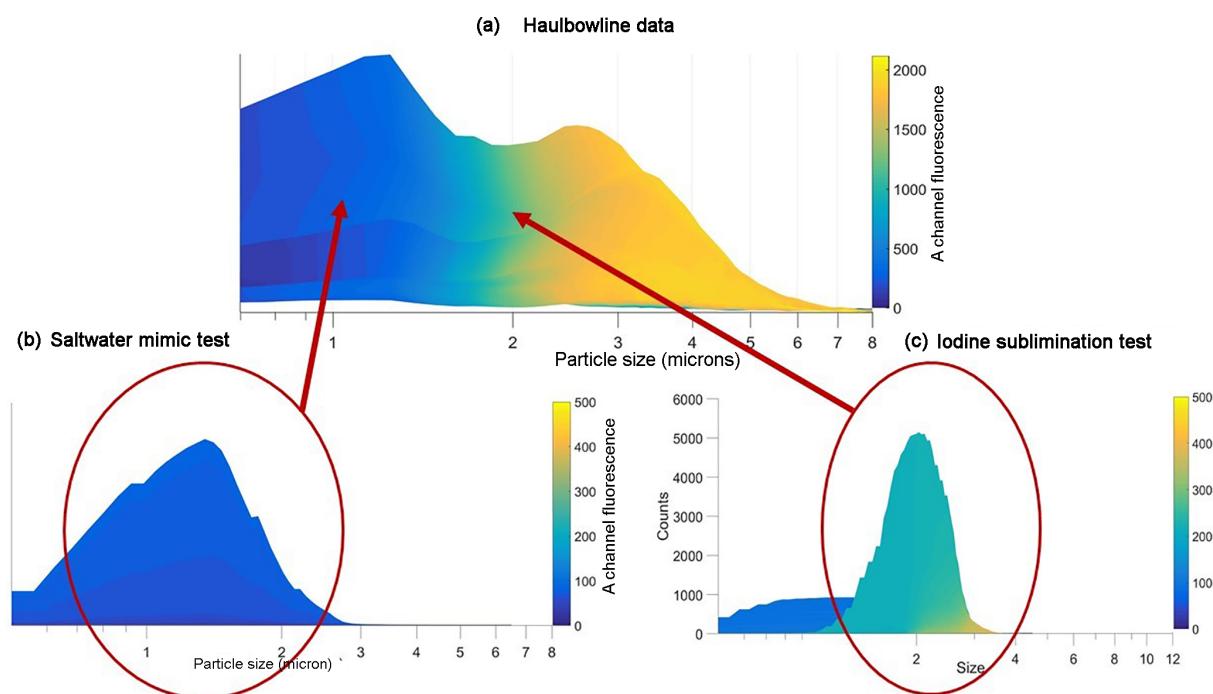 (a) Haulbowline data
2000
1500
1000
500
0
A channel fluorescence
1 2 3 4 5 6 7 8
Particle size (microns)
(b) Saltwater mimic test
500
400
300
200
100
0
A channel fluorescence
1 2 3 4 5 6 7 8
Particle size (micron) `
(c) Iodine sublimination test
6000
5000
4000
3000
2000
1000
0
Counts
2 4 6 8 10 12
Size
500
400
300
200
100
0